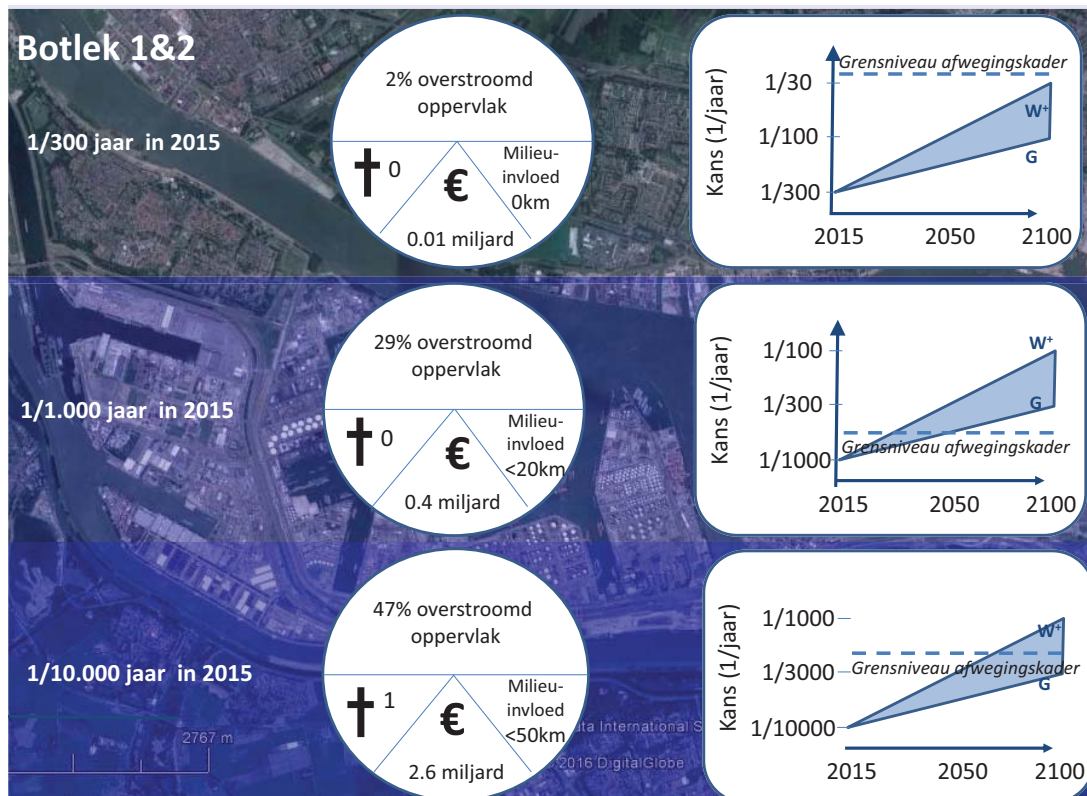 Botlek 1&2
1/300 jaar in 2015
2% overstroomd
oppervlak
0
€
Milieu-
invloed
0km
0.01 miljard
Kans (1/jaar)
Grensniveau afwegingskader
1/30
1/100
1/300
W+
G
2015 2050 2100
1/1.000 jaar in 2015
29% overstroomd
oppervlak
0
€
Milieu-
invloed
<20km
0.4 miljard
Kans (1/jaar)
1/100
1/300
1/1000
W+
G
Grensniveau afwegingskader
2015 2050 2100
1/10.000 jaar in 2015
47% overstroomd
oppervlak
1
€
Milieu-
invloed
<50km
2.6 miljard
Kans (1/jaar)
1/1000
1/3000
1/10000
W+
Grensniveau afwegingskader
G
2015 2050 2100
2767 m
International
2016 DigitalGlobe